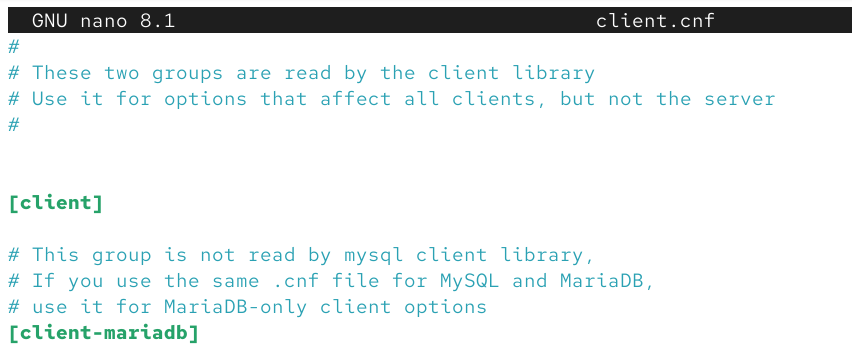 GNU nano 8.1 client.cnf
#
# These two groups are read by the client library
# Use it for options that affect all clients, but not the server
#
[client]
# This group is not read by mysql client library,
# If you use the same .cnf file for MySQL and MariaDB,
# use it for MariaDB-only client options
[client-mariadb]